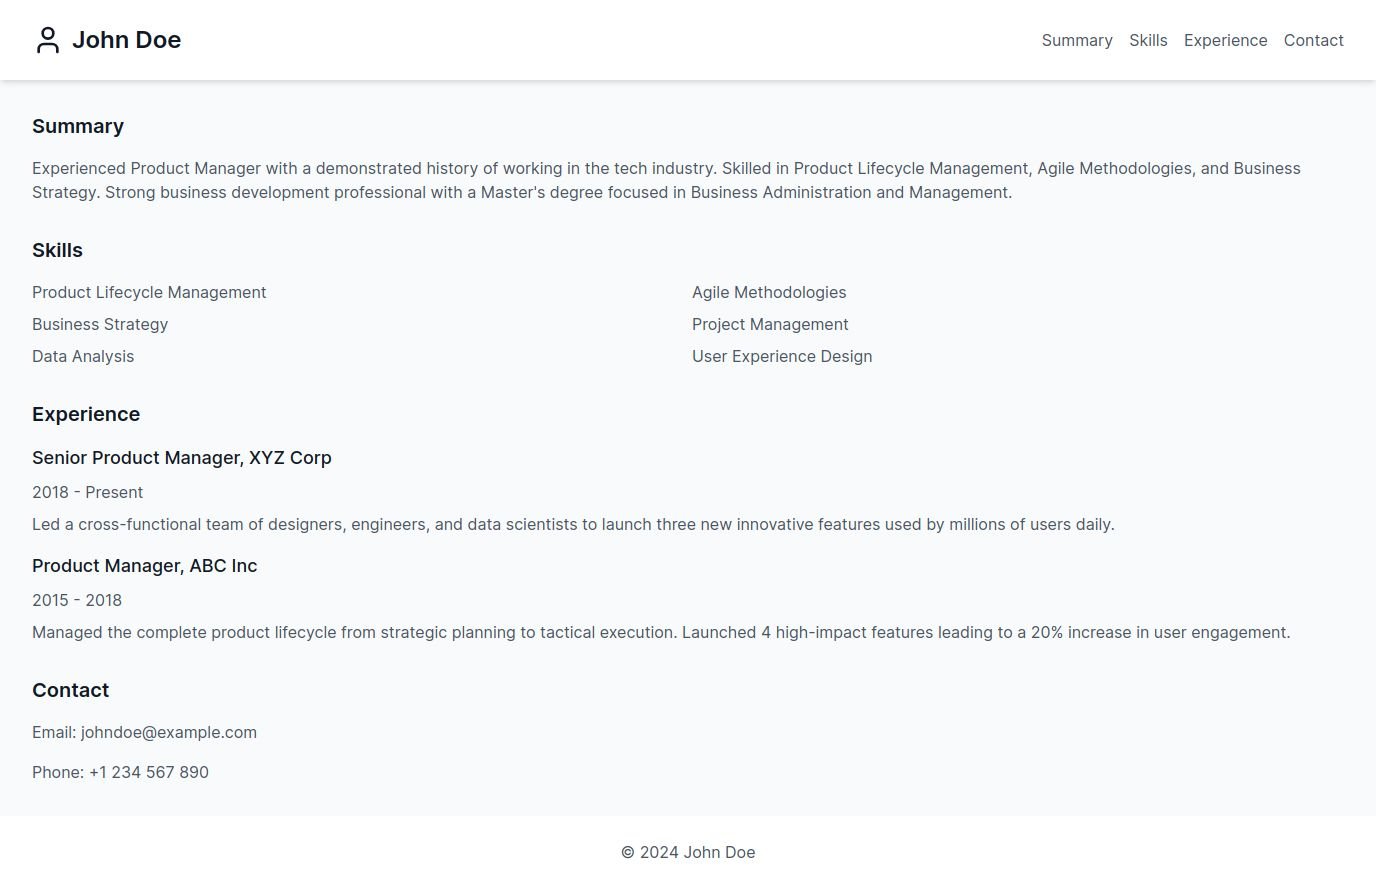 John Doe
Summary Skills Experience Contact
Summary
Experienced Product Manager with a demonstrated history of working in the tech industry. Skilled in Product Lifecycle Management, Agile Methodologies, and Business
Strategy. Strong business development professional with a Master's degree focused in Business Administration and Management.
Skills
Product Lifecycle Management Agile Methodologies
Business Strategy Project Management
Data Analysis User Experience Design
Experience
Senior Product Manager, XYZ Corp
2018 - Present
Led a cross-functional team of designers, engineers, and data scientists to launch three new innovative features used by millions of users daily.
Product Manager, ABC Inc
2015 - 2018
Managed the complete product lifecycle from strategic planning to tactical execution. Launched 4 high-impact features leading to a 20% increase in user engagement.
Contact
Email: johndoe@example.com
Phone: +1 234 567 890
© 2024 John Doe